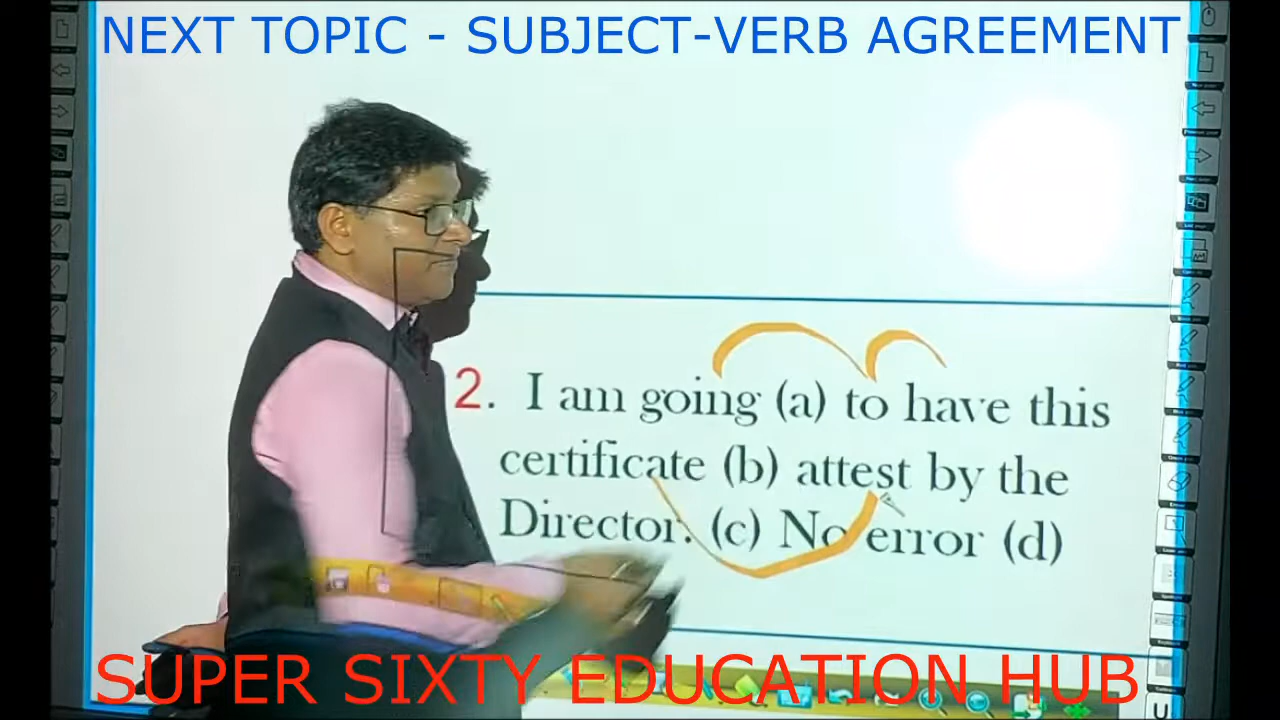 NEXT TOPIC - SUBJECT-VERB AGREEMENT
2. I am going (a) to have this
certificate (b) attest by the
Director. (c) No error (d)
SUPER SIXTY EDUCATION HUB